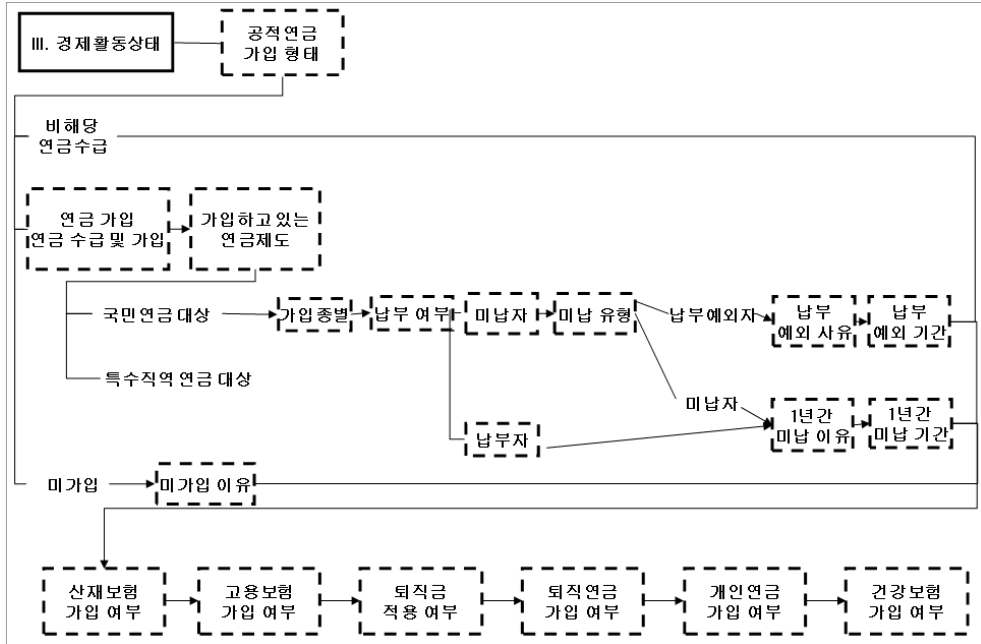 III. 경제활동상태
공적연금
가입 형태
비해당
연금수급
연금 가입
연금 수급 및 가입
가입하고 있는
연금제도
국민연금 대상
가입 종별
납부 여부
미납자
미납 유형
납부예외자
납부
예외 사유
납부
예외 기간
특수직역 연금 대상
미납자
1년간
미납 이유
1년간
미납 기간
납부자
미가입
미가입 이유
산재보험
가입 여부
고용보험
가입 여부
퇴직금
적용 여부
퇴직연금
가입 여부
개인연금
가입 여부
건강보험
가입 여부